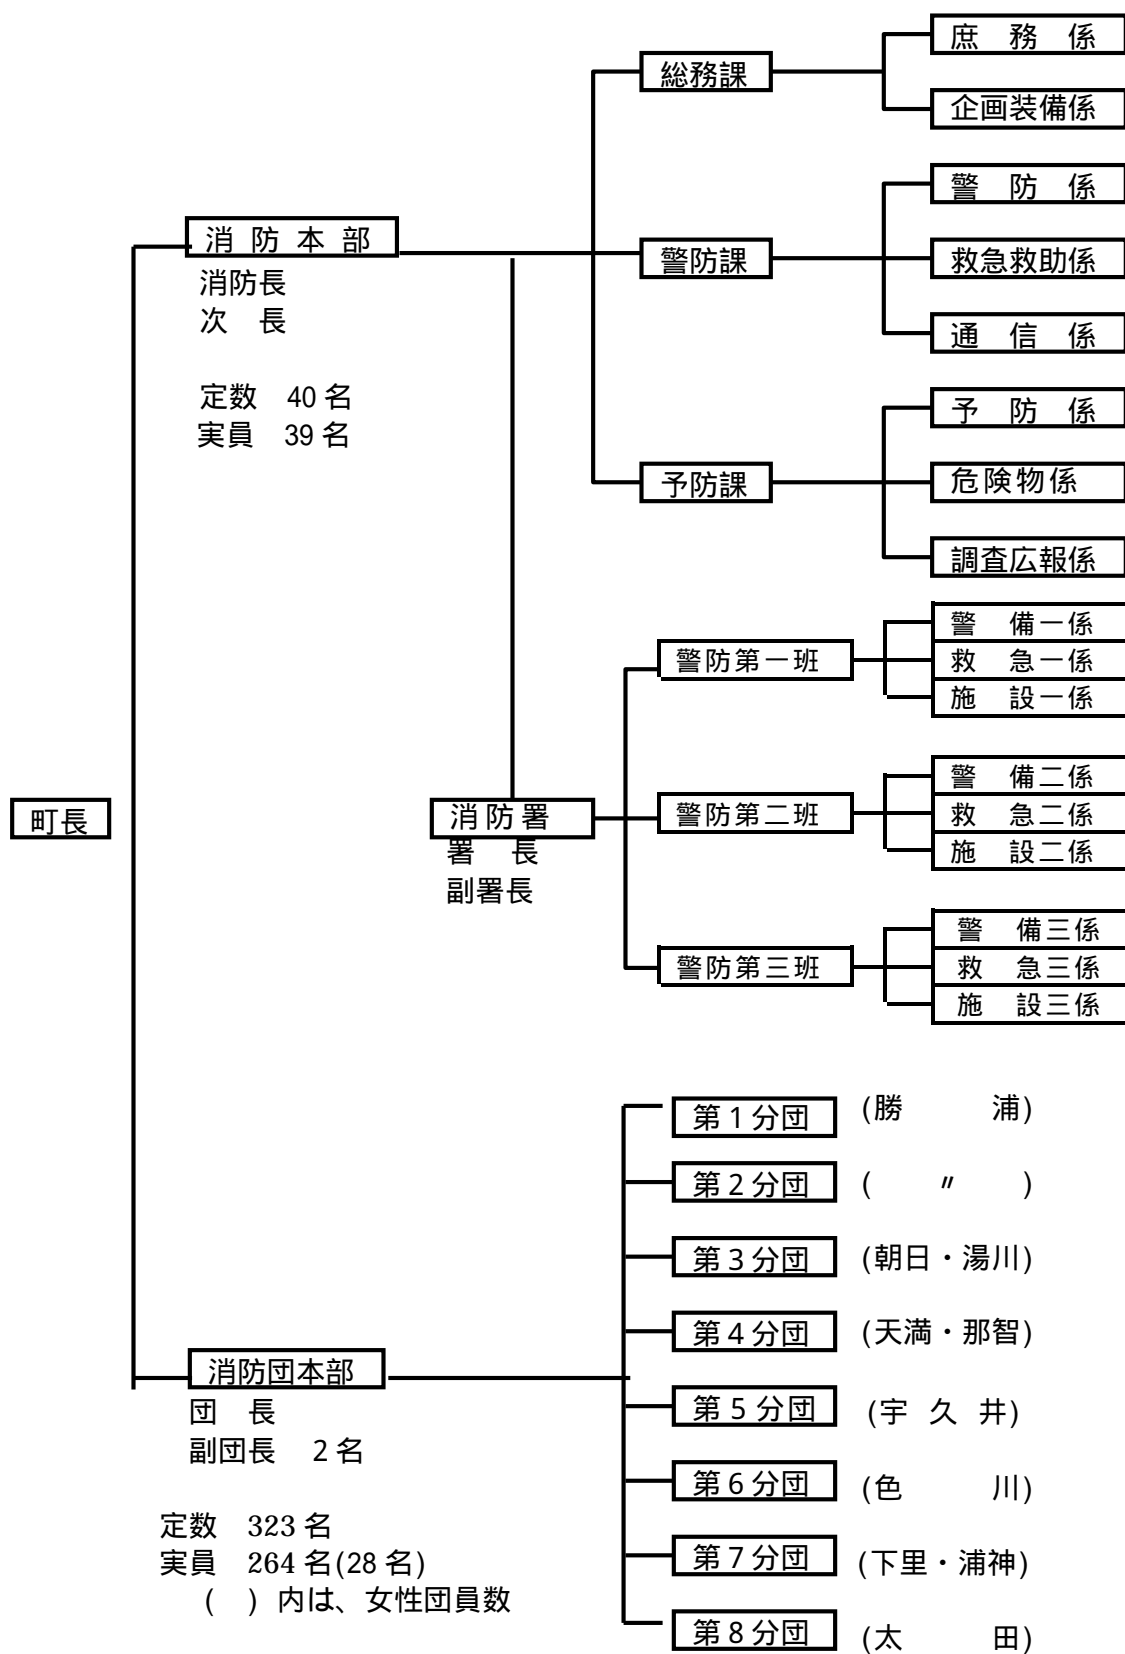 庶　務　係
総務課
企画装備係
警　防　係
消 防 本 部
警防課
救急救助係
消防長
次　長
通　信　係
定数　40 名
実員　39 名
予　防　係
予防課
危険物係
調査広報係
警　備一係
警防第一班
救　急一係
施　設一係
町長
消防署
署　長
副署長
警　備二係
警防第二班
救　急二係
施　設二係
警　備三係
警防第三班
救　急三係
施　設三係
第 1 分団　(勝　　　浦)
第 2 分団　(　　〃　　)
第 3 分団　(朝日・湯川)
第 4 分団　(天満・那智)
消防団本部
団　長
副団長　2 名
第 5 分団　(宇 久 井)
第 6 分団　(色　　　川)
定数　323 名
実員　264 名(28 名)
(　) 内は、女性団員数
第 7 分団　(下里・浦神)
第 8 分団　(太　　　田)